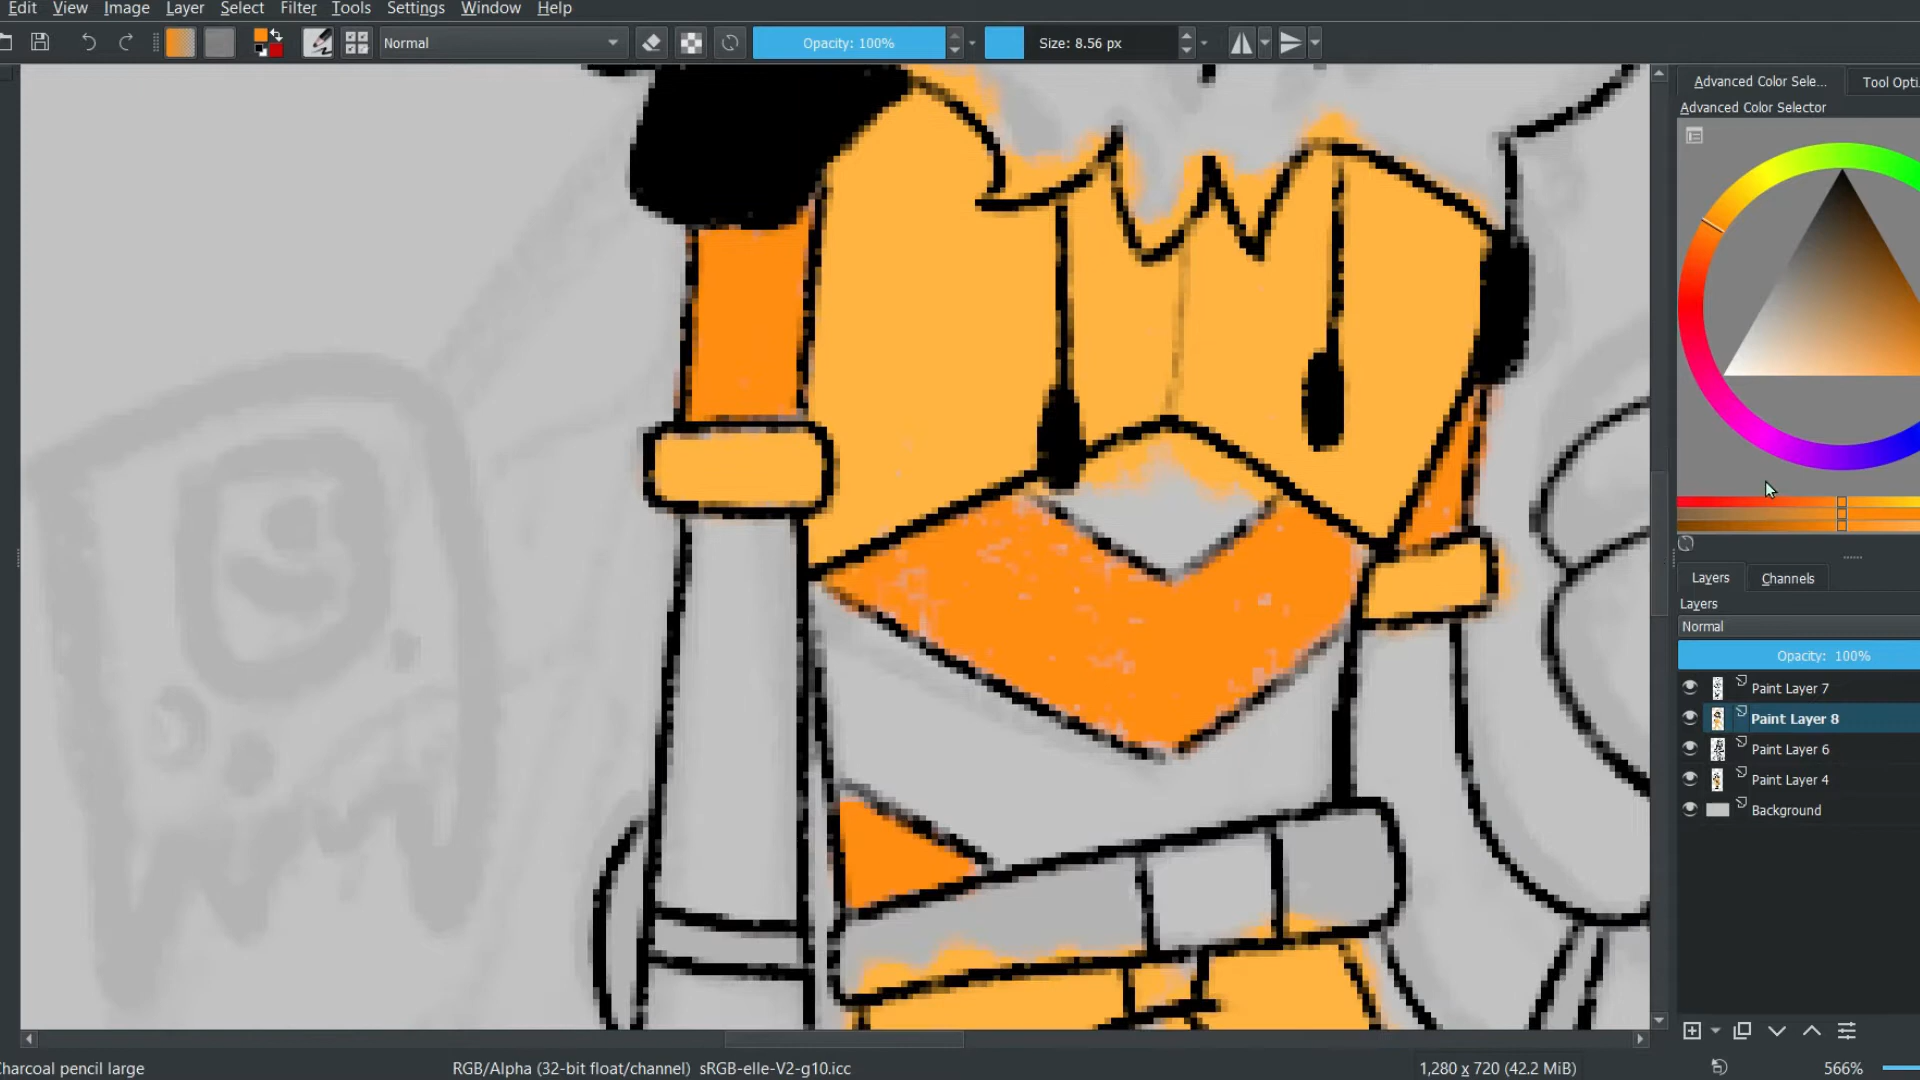 Edit View Image Layer Select Filter Tools Settings Window Help
Normal
Opacity: 100%
Size: 8.56 px
Advanced Color Sele...
Tool Opti
Advanced Color Selector
Layers
Channels
Layers
Normal
Opacity: 100%
Paint Layer 7
Paint Layer 8
Paint Layer 6
Paint Layer 4
Background
Charcoal pencil large
RGB/Alpha (32-bit float/channel) sRGB-elle-V2-g10.icc
1,280 x 720 (42.2 MiB)
566%